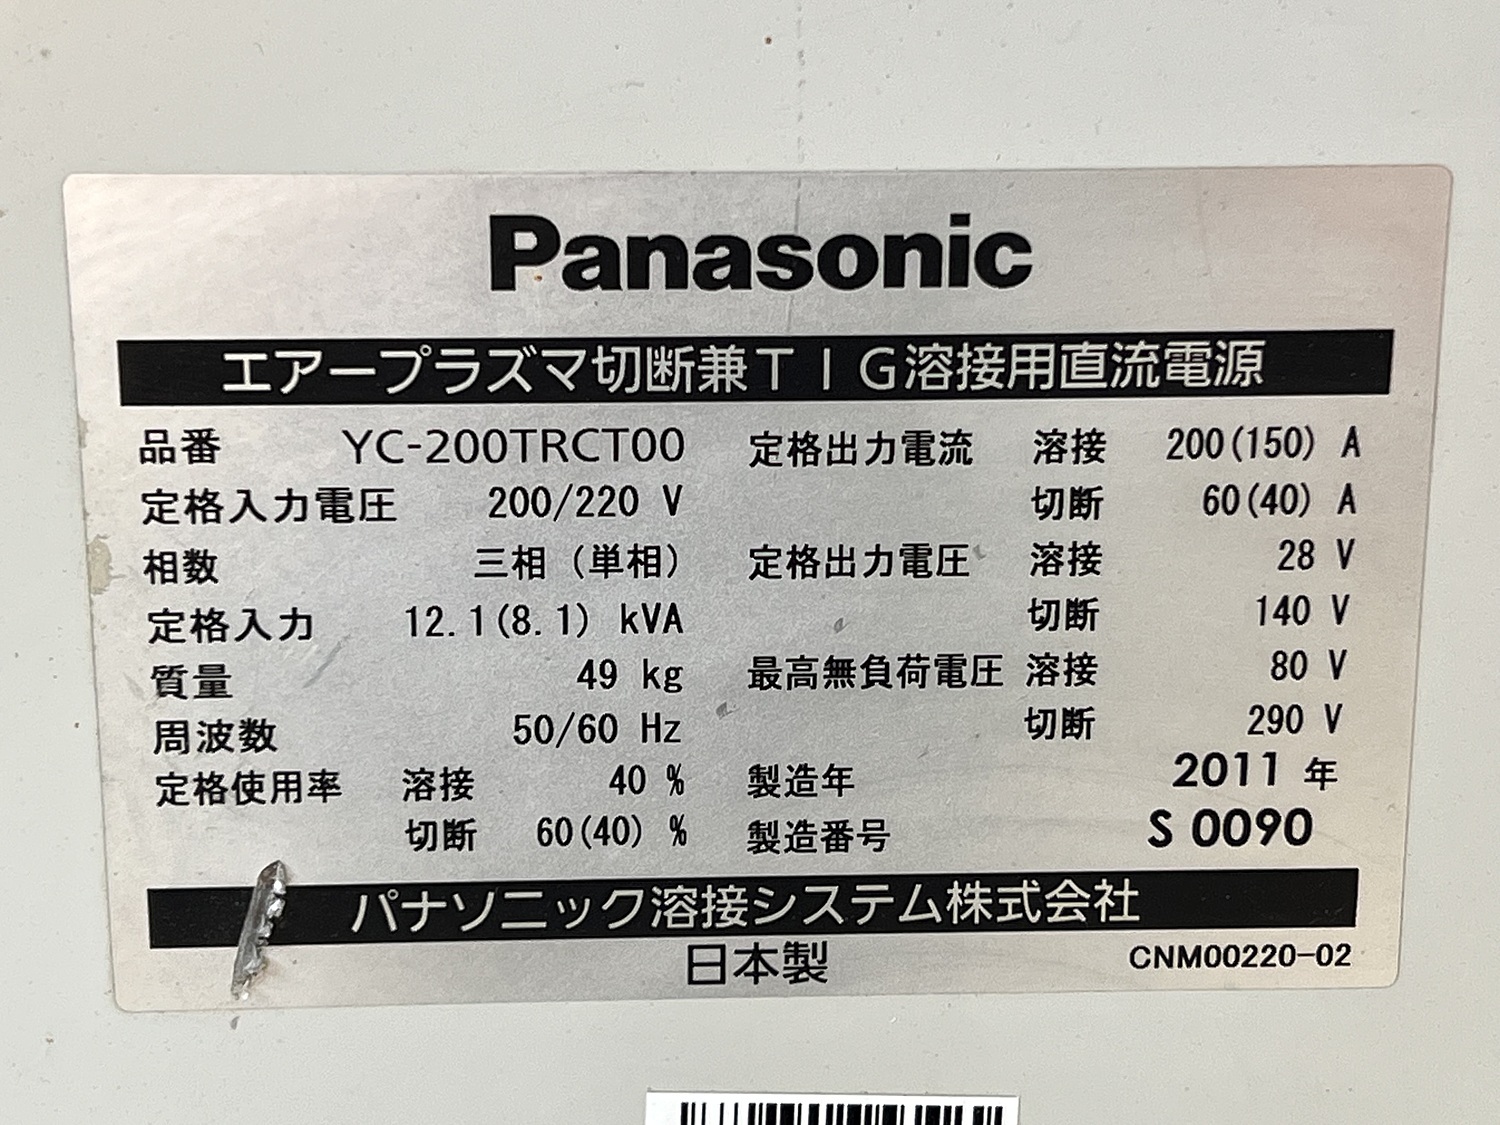 Panasonic
エアープラズマ切断兼TIG溶接用直流電源
品番 YC-200TRCT00 定格出力電流 溶接 200(150) A
定格入力電圧 200/220 V 切断 60(40) A
相数 三相（単相） 定格出力電圧 溶接 28 V
定格入力 12.1(8.1) kVA 切断 140 V
質量 49 kg 最高無負荷電圧 溶接 80 V
周波数 50/60 Hz 切断 290 V
定格使用率 溶接 40 % 製造年 2011 年
切断 60(40) % 製造番号 S 0090
パナソニック溶接システム株式会社
日本製 CNM00220-02